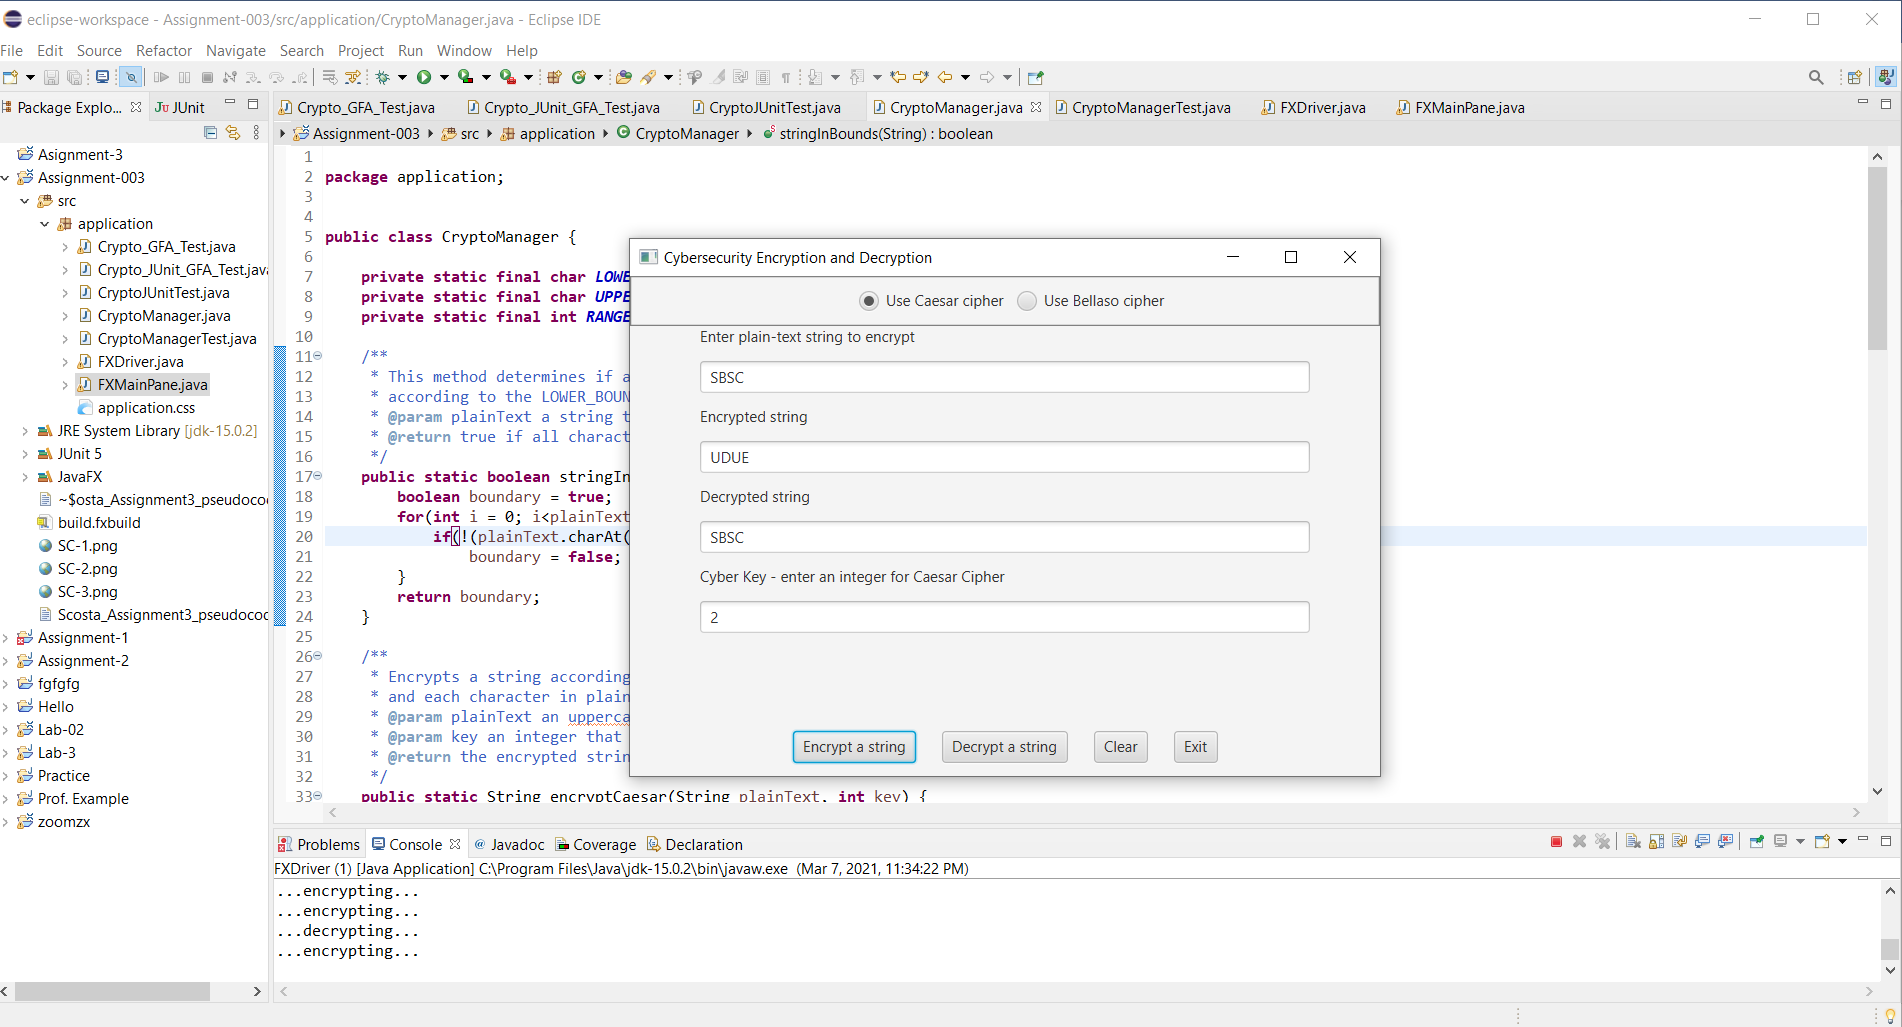 eclipse-workspace - Assignment-003/src/application/CryptoManager.java - Eclipse IDE
File Edit Source Refactor Navigate Search Project Run Window Help
Package Explo... JUnit
Asignment-3
Assignment-003
src
application
Crypto_GFA_Test.java
Crypto_JUnit_GFA_Test.java
CryptoJUnitTest.java
CryptoManager.java
CryptoManagerTest.java
FXDriver.java
FXMainPane.java
application.css
JRE System Library [jdk-15.0.2]
JUnit 5
JavaFX
~$osta_Assignment3_pseudoco
build.fxbuild
SC-1.png
SC-2.png
SC-3.png
Scosta_Assignment3_pseudoco
Assignment-1
Assignment-2
fgfgfg
Hello
Lab-02
Lab-3
Practice
Prof. Example
zoomzx
Crypto_GFA_Test.java Crypto_JUnit_GFA_Test.java CryptoJUnitTest.java CryptoManager.java CryptoManagerTest.java FXDriver.java FXMainPane.java
Assignment-003 src application CryptoManager stringInBounds(String) : boolean
1
2 package application;
3
4
5 public class CryptoManager {
6
7 private static final char LOWE
8 private static final char UPPE
9 private static final int RANGE
10
11 /**
12 * This method determines if a
13 * according to the LOWER_BOUN
14 * @param plainText a string t
15 * @return true if all charact
16 */
17 public static boolean stringIn
18 boolean boundary = true;
19 for(int i = 0; i<plainText
20 if(!(plainText.charAt(
21 boundary = false;
22 }
23 return boundary;
24 }
25
26 /**
27 * Encrypts a string according
28 * and each character in plain
29 * @param plainText an upperca
30 * @param key an integer that
31 * @return the encrypted strin
32 */
33 public static String encryptCaesar(String plainText, int key) {
Cybersecurity Encryption and Decryption
Use Caesar cipher Use Bellaso cipher
Enter plain-text string to encrypt
SBSC
Encrypted string
UDUE
Decrypted string
SBSC
Cyber Key - enter an integer for Caesar Cipher
2
Encrypt a string Decrypt a string Clear Exit
Problems Console @ Javadoc Coverage Declaration
FXDriver (1) [Java Application] C:\Program Files\Java\jdk-15.0.2\bin\javaw.exe (Mar 7, 2021, 11:34:22 PM)
...encrypting...
...encrypting...
...decrypting...
...encrypting...